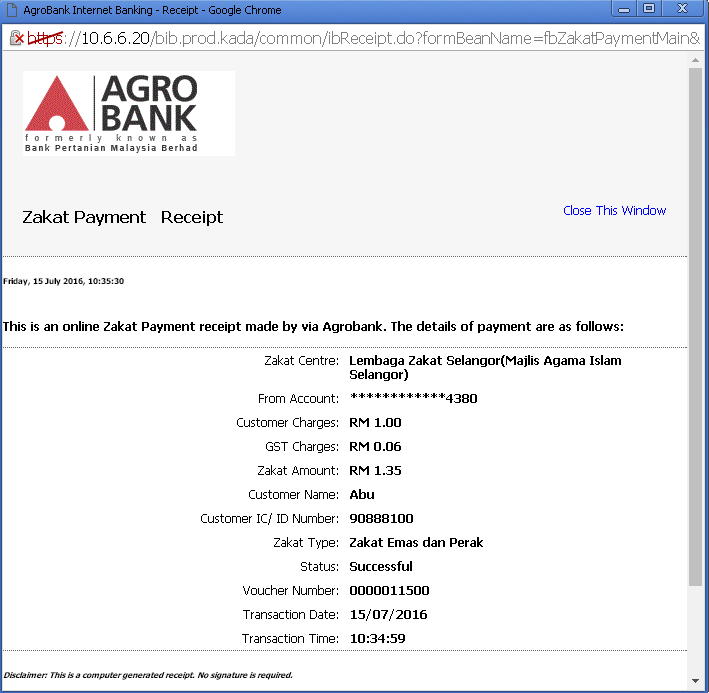 AgroBank Internet Banking - Receipt - Google Chrome
https://10.6.6.20/bib.prod.kada/common/ibReceipt.do?formBeanName=fbZakatPaymentMain&
AGRO
BANK
formerly known as
Bank Pertanian Malaysia Berhad
Zakat Payment Receipt
Close This Window
Friday, 15 July 2016, 10:35:30
This is an online Zakat Payment receipt made by via Agrobank. The details of payment are as follows:
Zakat Centre: Lembaga Zakat Selangor(Majlis Agama Islam
Selangor)
From Account: ************4380
Customer Charges: RM 1.00
GST Charges: RM 0.06
Zakat Amount: RM 1.35
Customer Name: Abu
Customer IC/ ID Number: 90888100
Zakat Type: Zakat Emas dan Perak
Status: Successful
Voucher Number: 0000011500
Transaction Date: 15/07/2016
Transaction Time: 10:34:59
Disclaimer: This is a computer generated receipt. No signature is required.